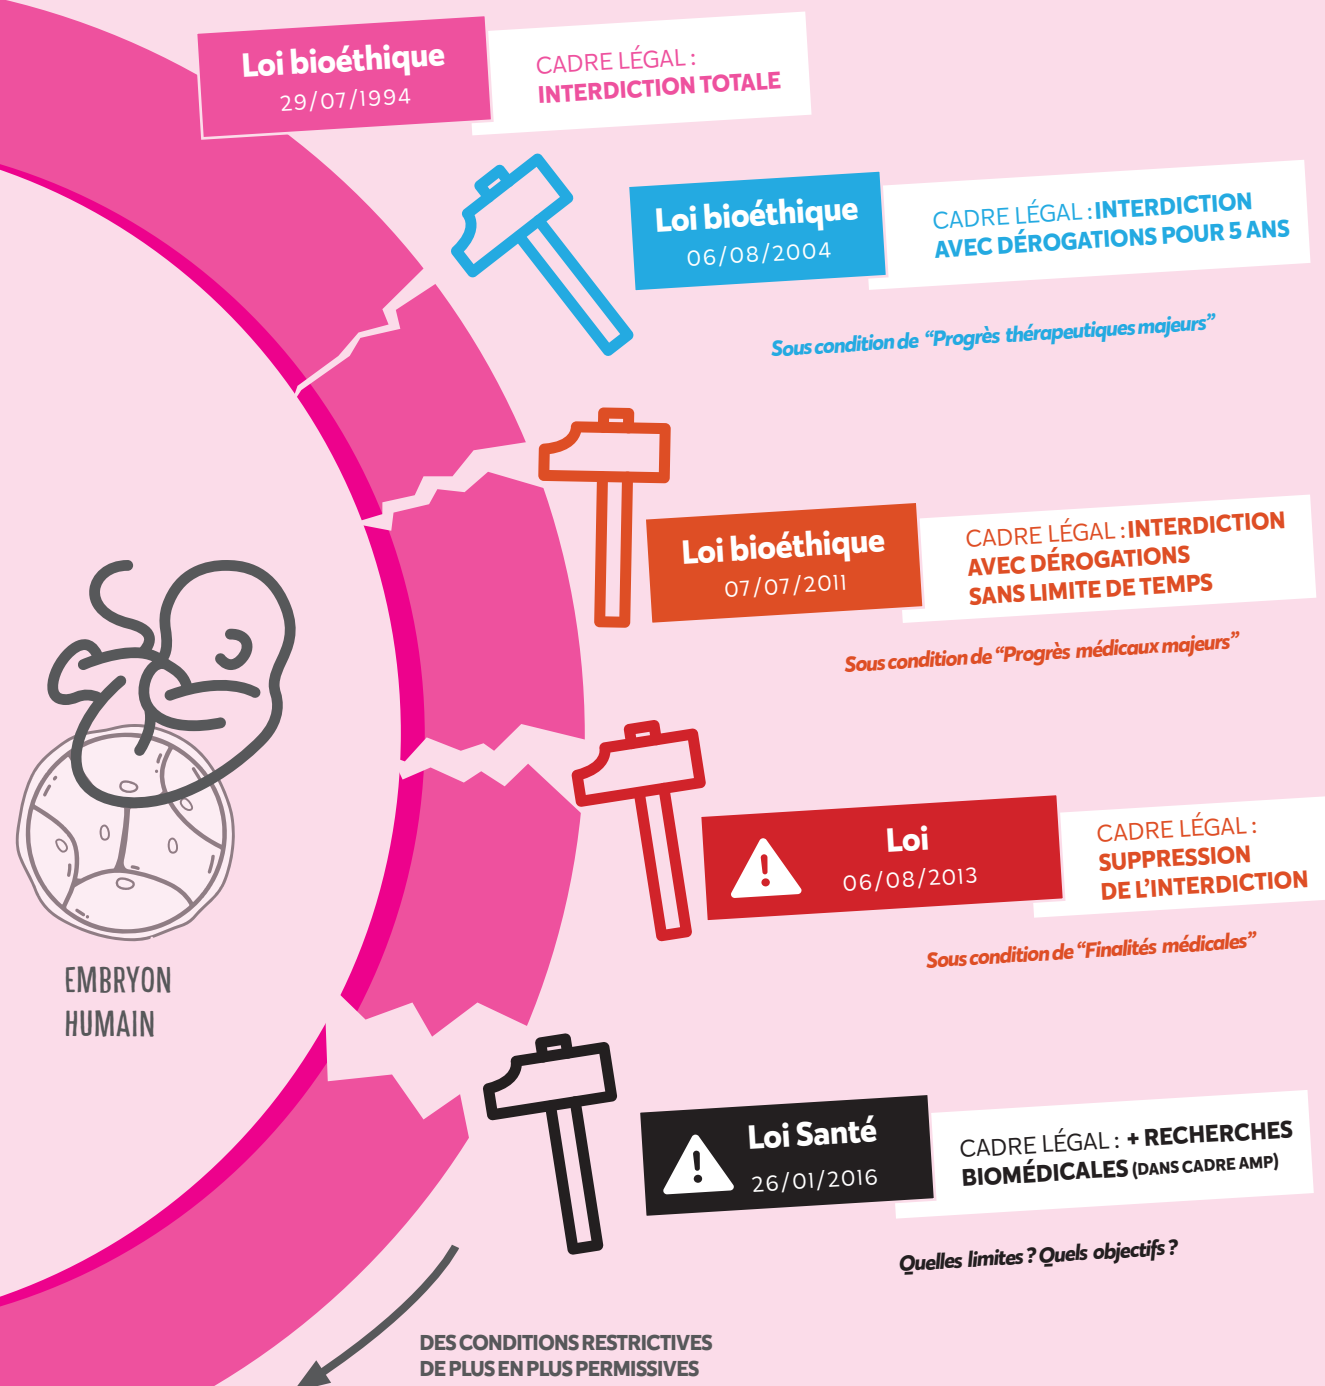 Loi bioéthique
29/07/1994
CADRE LÉGAL :
INTERDICTION TOTALE
Loi bioéthique
06/08/2004
CADRE LÉGAL : INTERDICTION
AVEC DÉROGATIONS POUR 5 ANS
Sous condition de “Progrès thérapeutiques majeurs”
Loi bioéthique
07/07/2011
CADRE LÉGAL : INTERDICTION
AVEC DÉROGATIONS
SANS LIMITE DE TEMPS
Sous condition de “Progrès médicaux majeurs”
Loi
06/08/2013
CADRE LÉGAL :
SUPPRESSION
DE L’INTERDICTION
Sous condition de “Finalités médicales”
EMBRYON
HUMAIN
Loi Santé
26/01/2016
CADRE LÉGAL : + RECHERCHES
BIOMÉDICALES (DANS CADRE AMP)
Quelles limites ? Quels objectifs ?
DES CONDITIONS RESTRICTIVES
DE PLUS EN PLUS PERMISSIVES